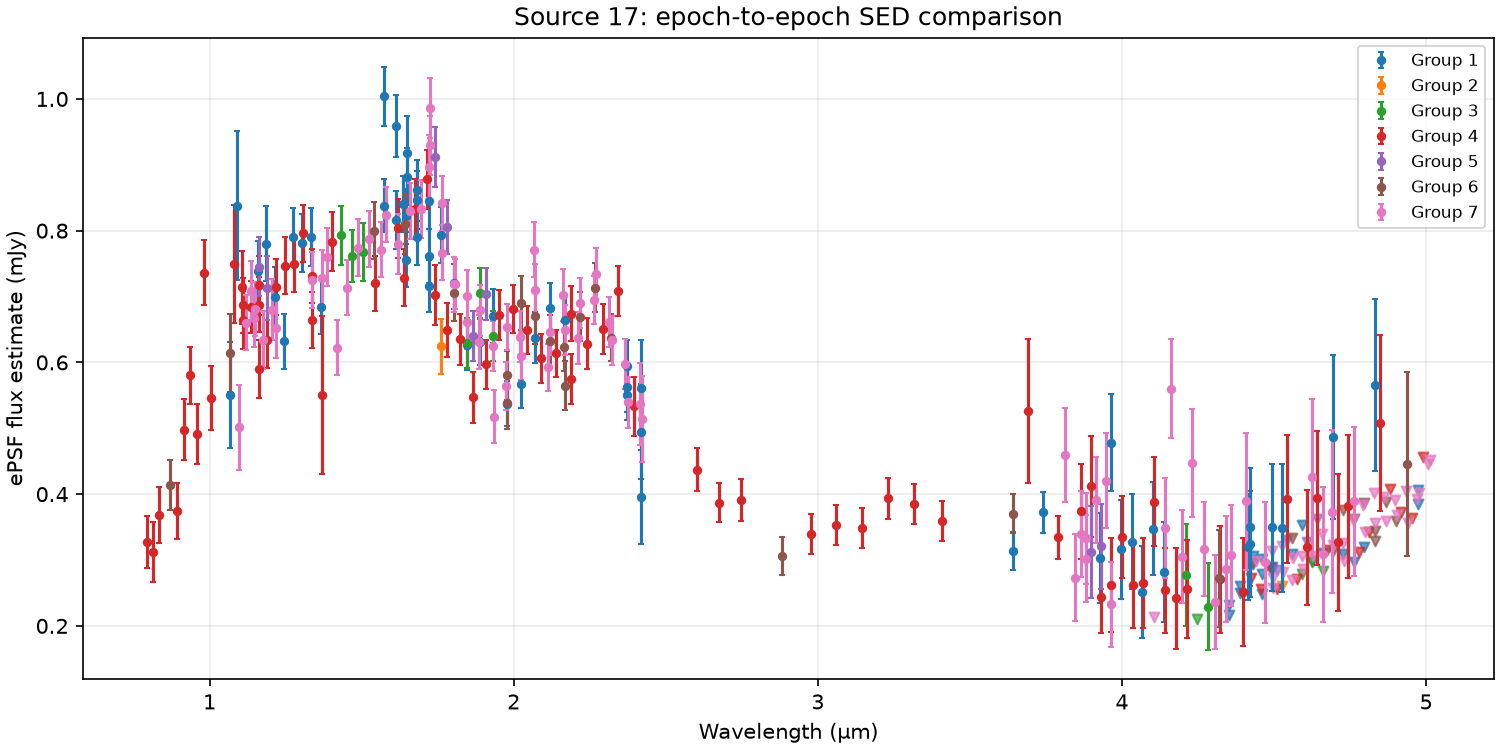 Source 17: epoch-to-epoch SED comparison
ePSF flux estimate (mJy)
1.0
0.8
0.6
0.4
0.2
1 2 3 4 5
Wavelength (μm)
Group 1
Group 2
Group 3
Group 4
Group 5
Group 6
Group 7